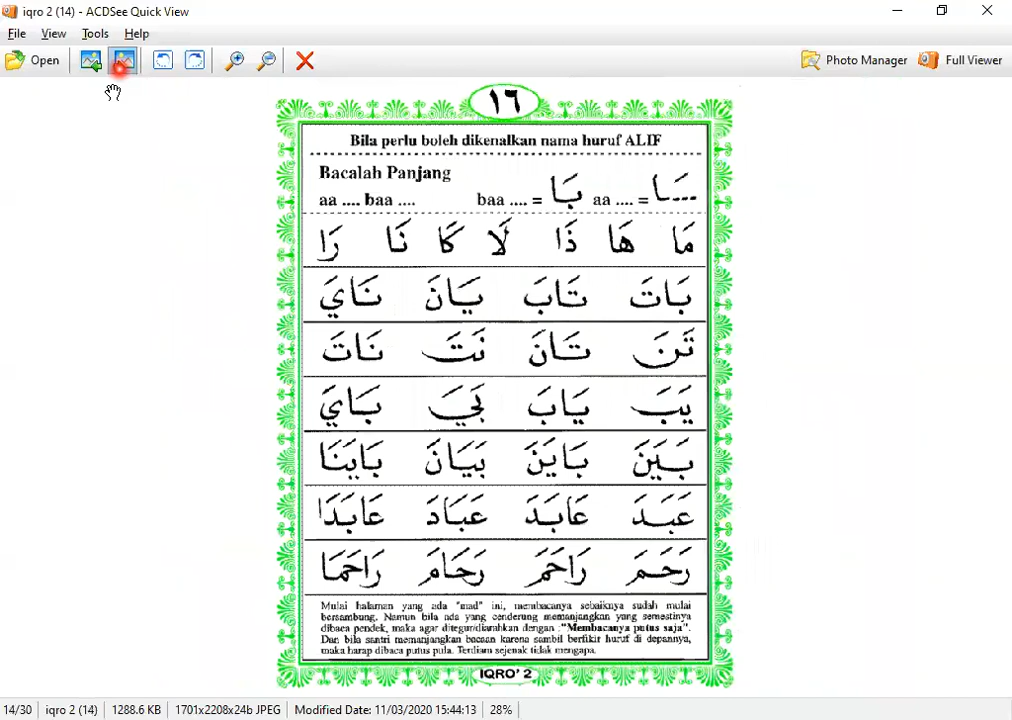 iqro 2 (14) - ACDSee Quick View
File View Tools Help
Open Photo Manager Full Viewer
١٦
Bila perlu boleh dikenalkan nama huruf ALIF
Bacalah Panjang
aa .... baa .... baa .... = بَا aa .... = ـَا
مَا هَا ذَا لَا كَا نَا رَا
بَاتَ تَابَ يَانَ نَايَ
تَنَ تَانَ نَتَ نَاتَ
يَبَ يَابَ بَيَ بَايَ
بَيَنَ بَايَنَ بَيَانَ بَايَنَا
عَبَدَ عَابَدَ عَبَادَ عَابَدَا
رَحَمَ رَاحَمَ رَحَامَ رَاحَمَا
Mulai halaman yang ada "mad" ini, membacanya sebaiknya sudah mulai
bersambung. Namun bila ada yang cenderung memanjangkan yang semestinya
dibaca pendek, maka agar ditegur/diarahkan dengan :"Membacanya putus saja".
Dan bila santri memanjangkan bacaan karena sambil berfikir huruf di depannya,
maka harap dibaca putus pula. Terdiam sejenak tidak mengapa.
IQRO' 2
14/30 iqro 2 (14) 1288.6 KB 1701x2208x24b JPEG Modified Date: 11/03/2020 15:44:13 28%